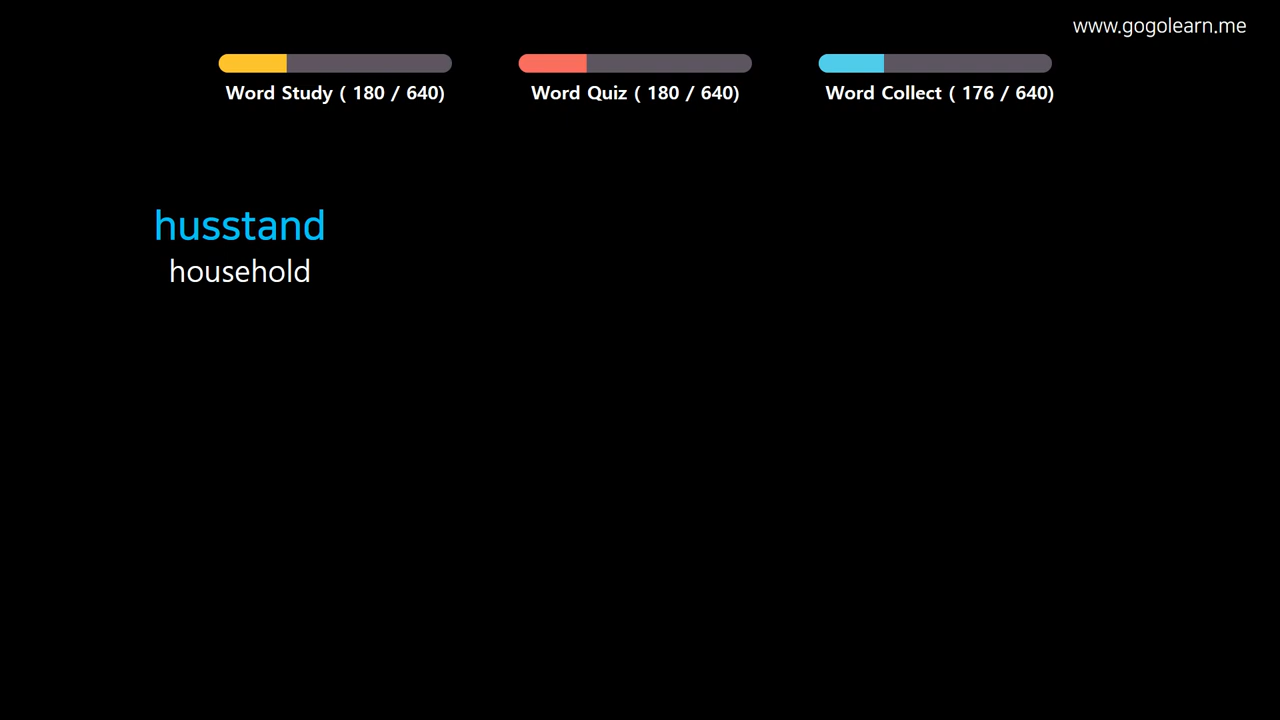 www.gogolearn.me
Word Study ( 180 / 640)
Word Quiz ( 180 / 640)
Word Collect ( 176 / 640)
husstand
household